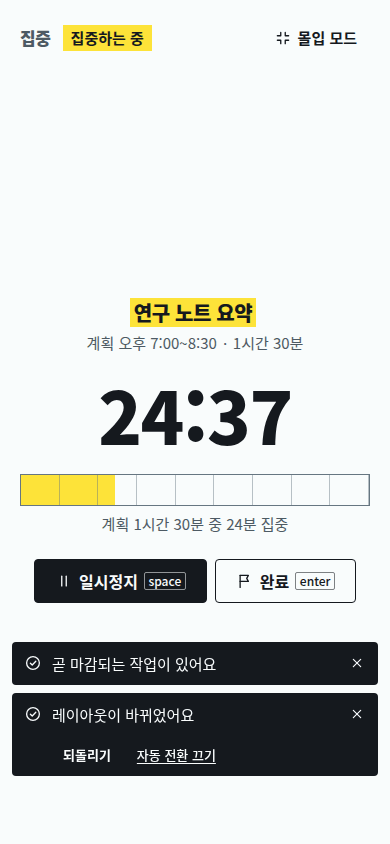 집중 집중하는 중 몰입 모드
연구 노트 요약
계획 오후 7:00~8:30 · 1시간 30분
24:37
계획 1시간 30분 중 24분 집중
일시정지 space 완료 enter
곧 마감되는 작업이 있어요
레이아웃이 바뀌었어요
되돌리기 자동 전환 끄기